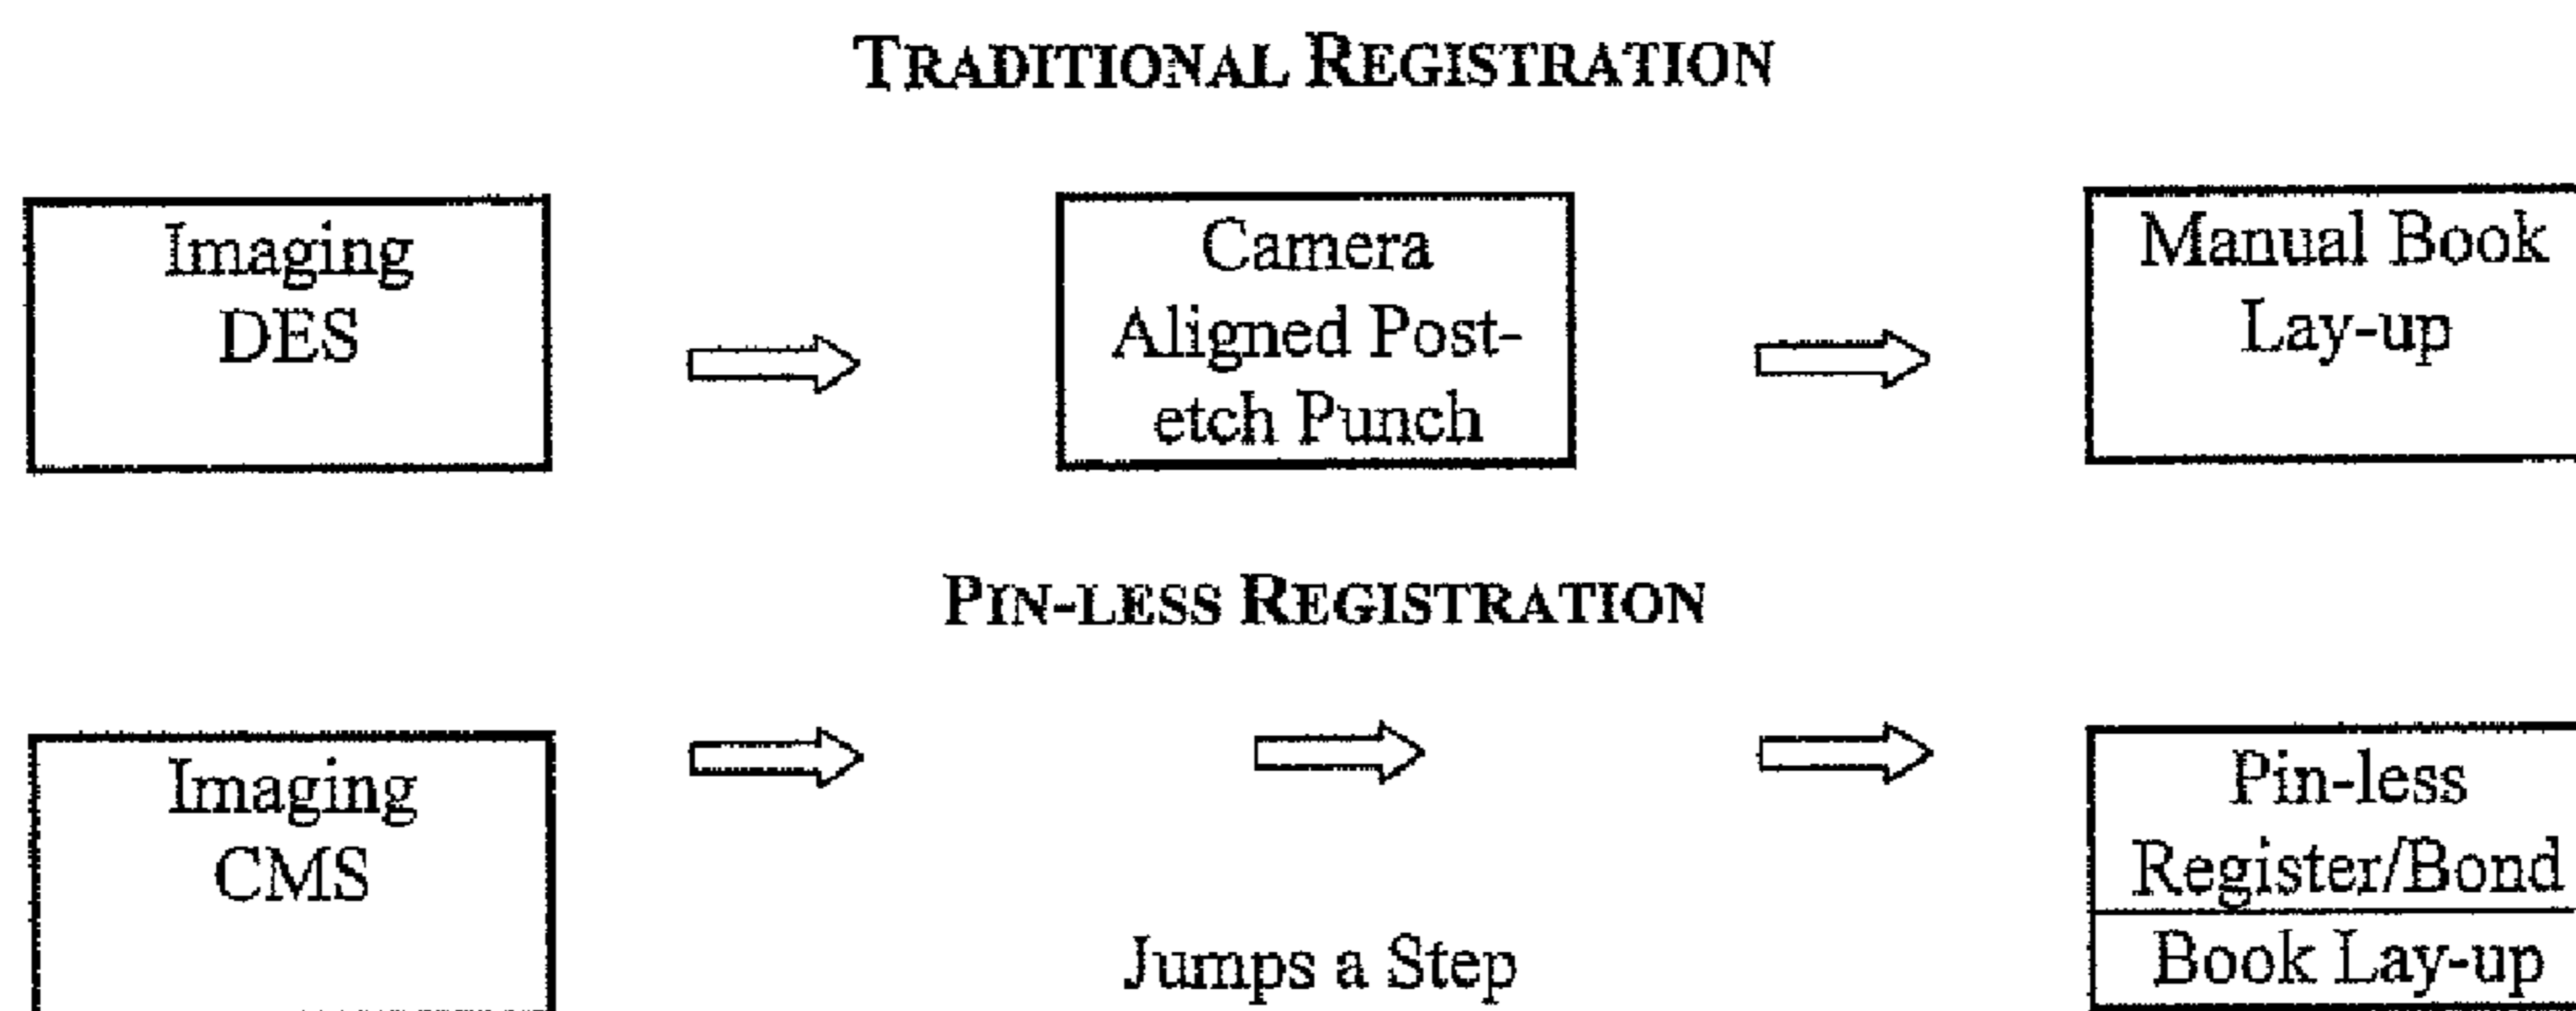 TRADITIONAL REGISTRATION
Imaging
DES
Camera
Aligned Post-
etch Punch
Manual Book
Lay-up
PIN-LESS REGISTRATION
Imaging
CMS
Jumps a Step
Pin-less
Register/Bond
Book Lay-up